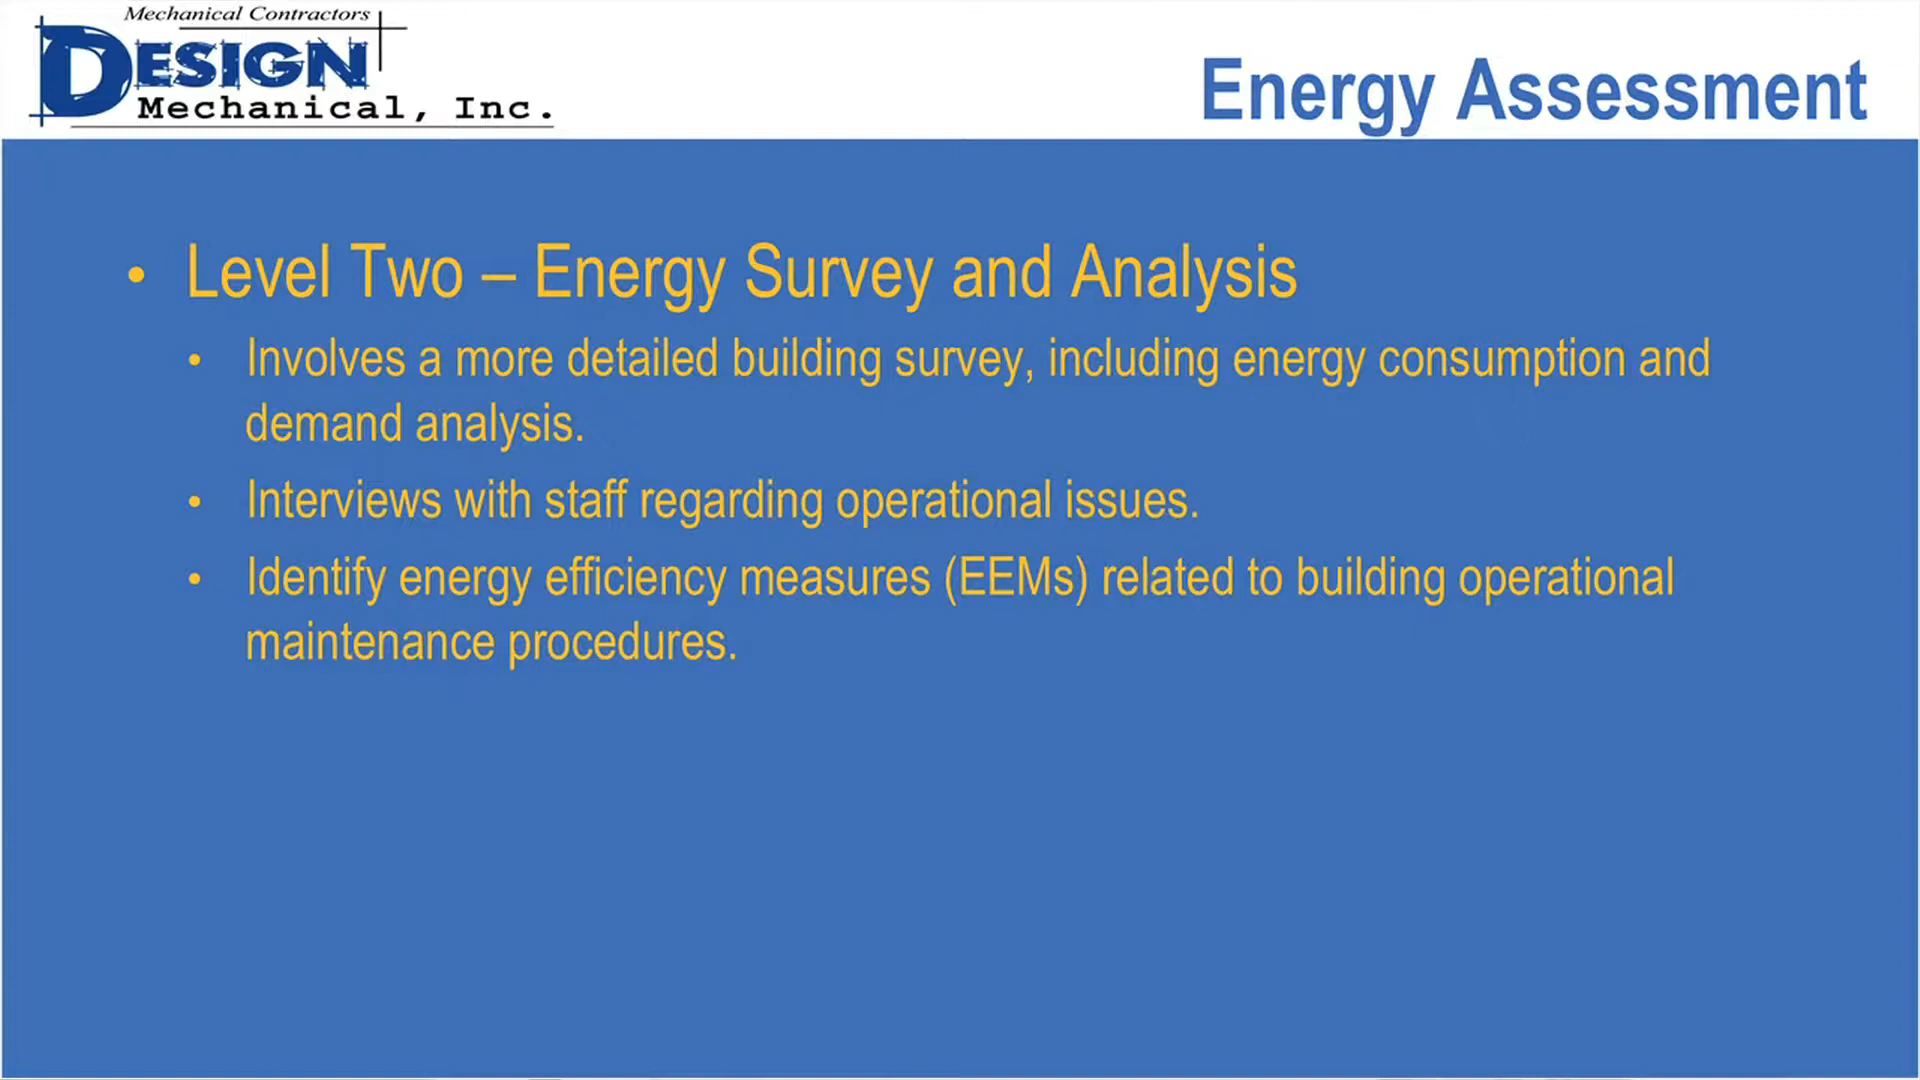 Mechanical Contractors
DESIGN
Mechanical, Inc.
Energy Assessment
• Level Two – Energy Survey and Analysis
• Involves a more detailed building survey, including energy consumption and
demand analysis.
• Interviews with staff regarding operational issues.
• Identify energy efficiency measures (EEMs) related to building operational
maintenance procedures.